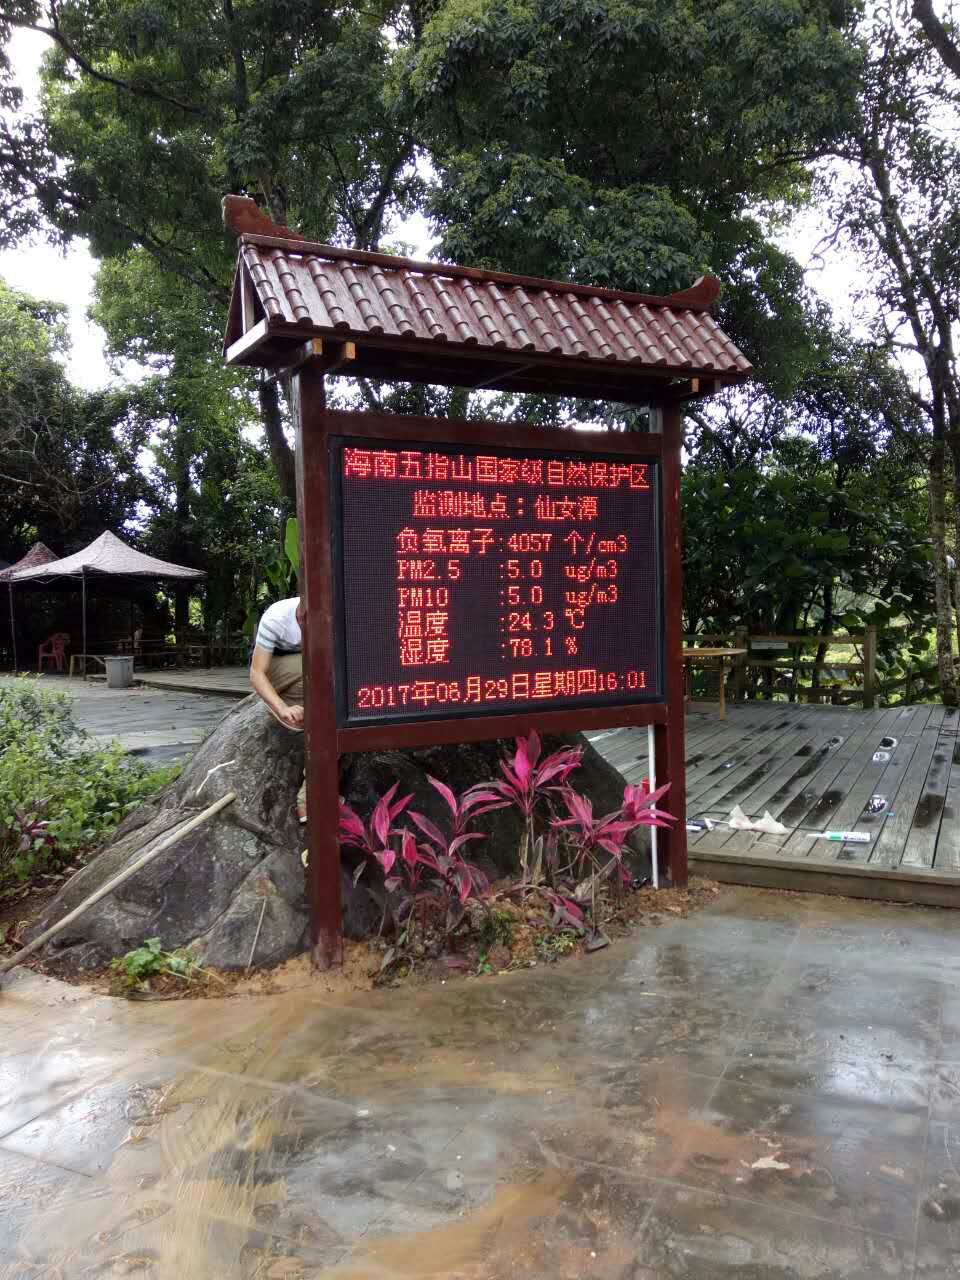 海南五指山国家级自然保护区
监测地点：仙女潭
负氧离子:4057 个/cm3
PM2.5 :5.0 ug/m3
PM10 :5.0 ug/m3
温度 :24.3 ℃
湿度 :78.1 %
2017年06月29日星期四16:01